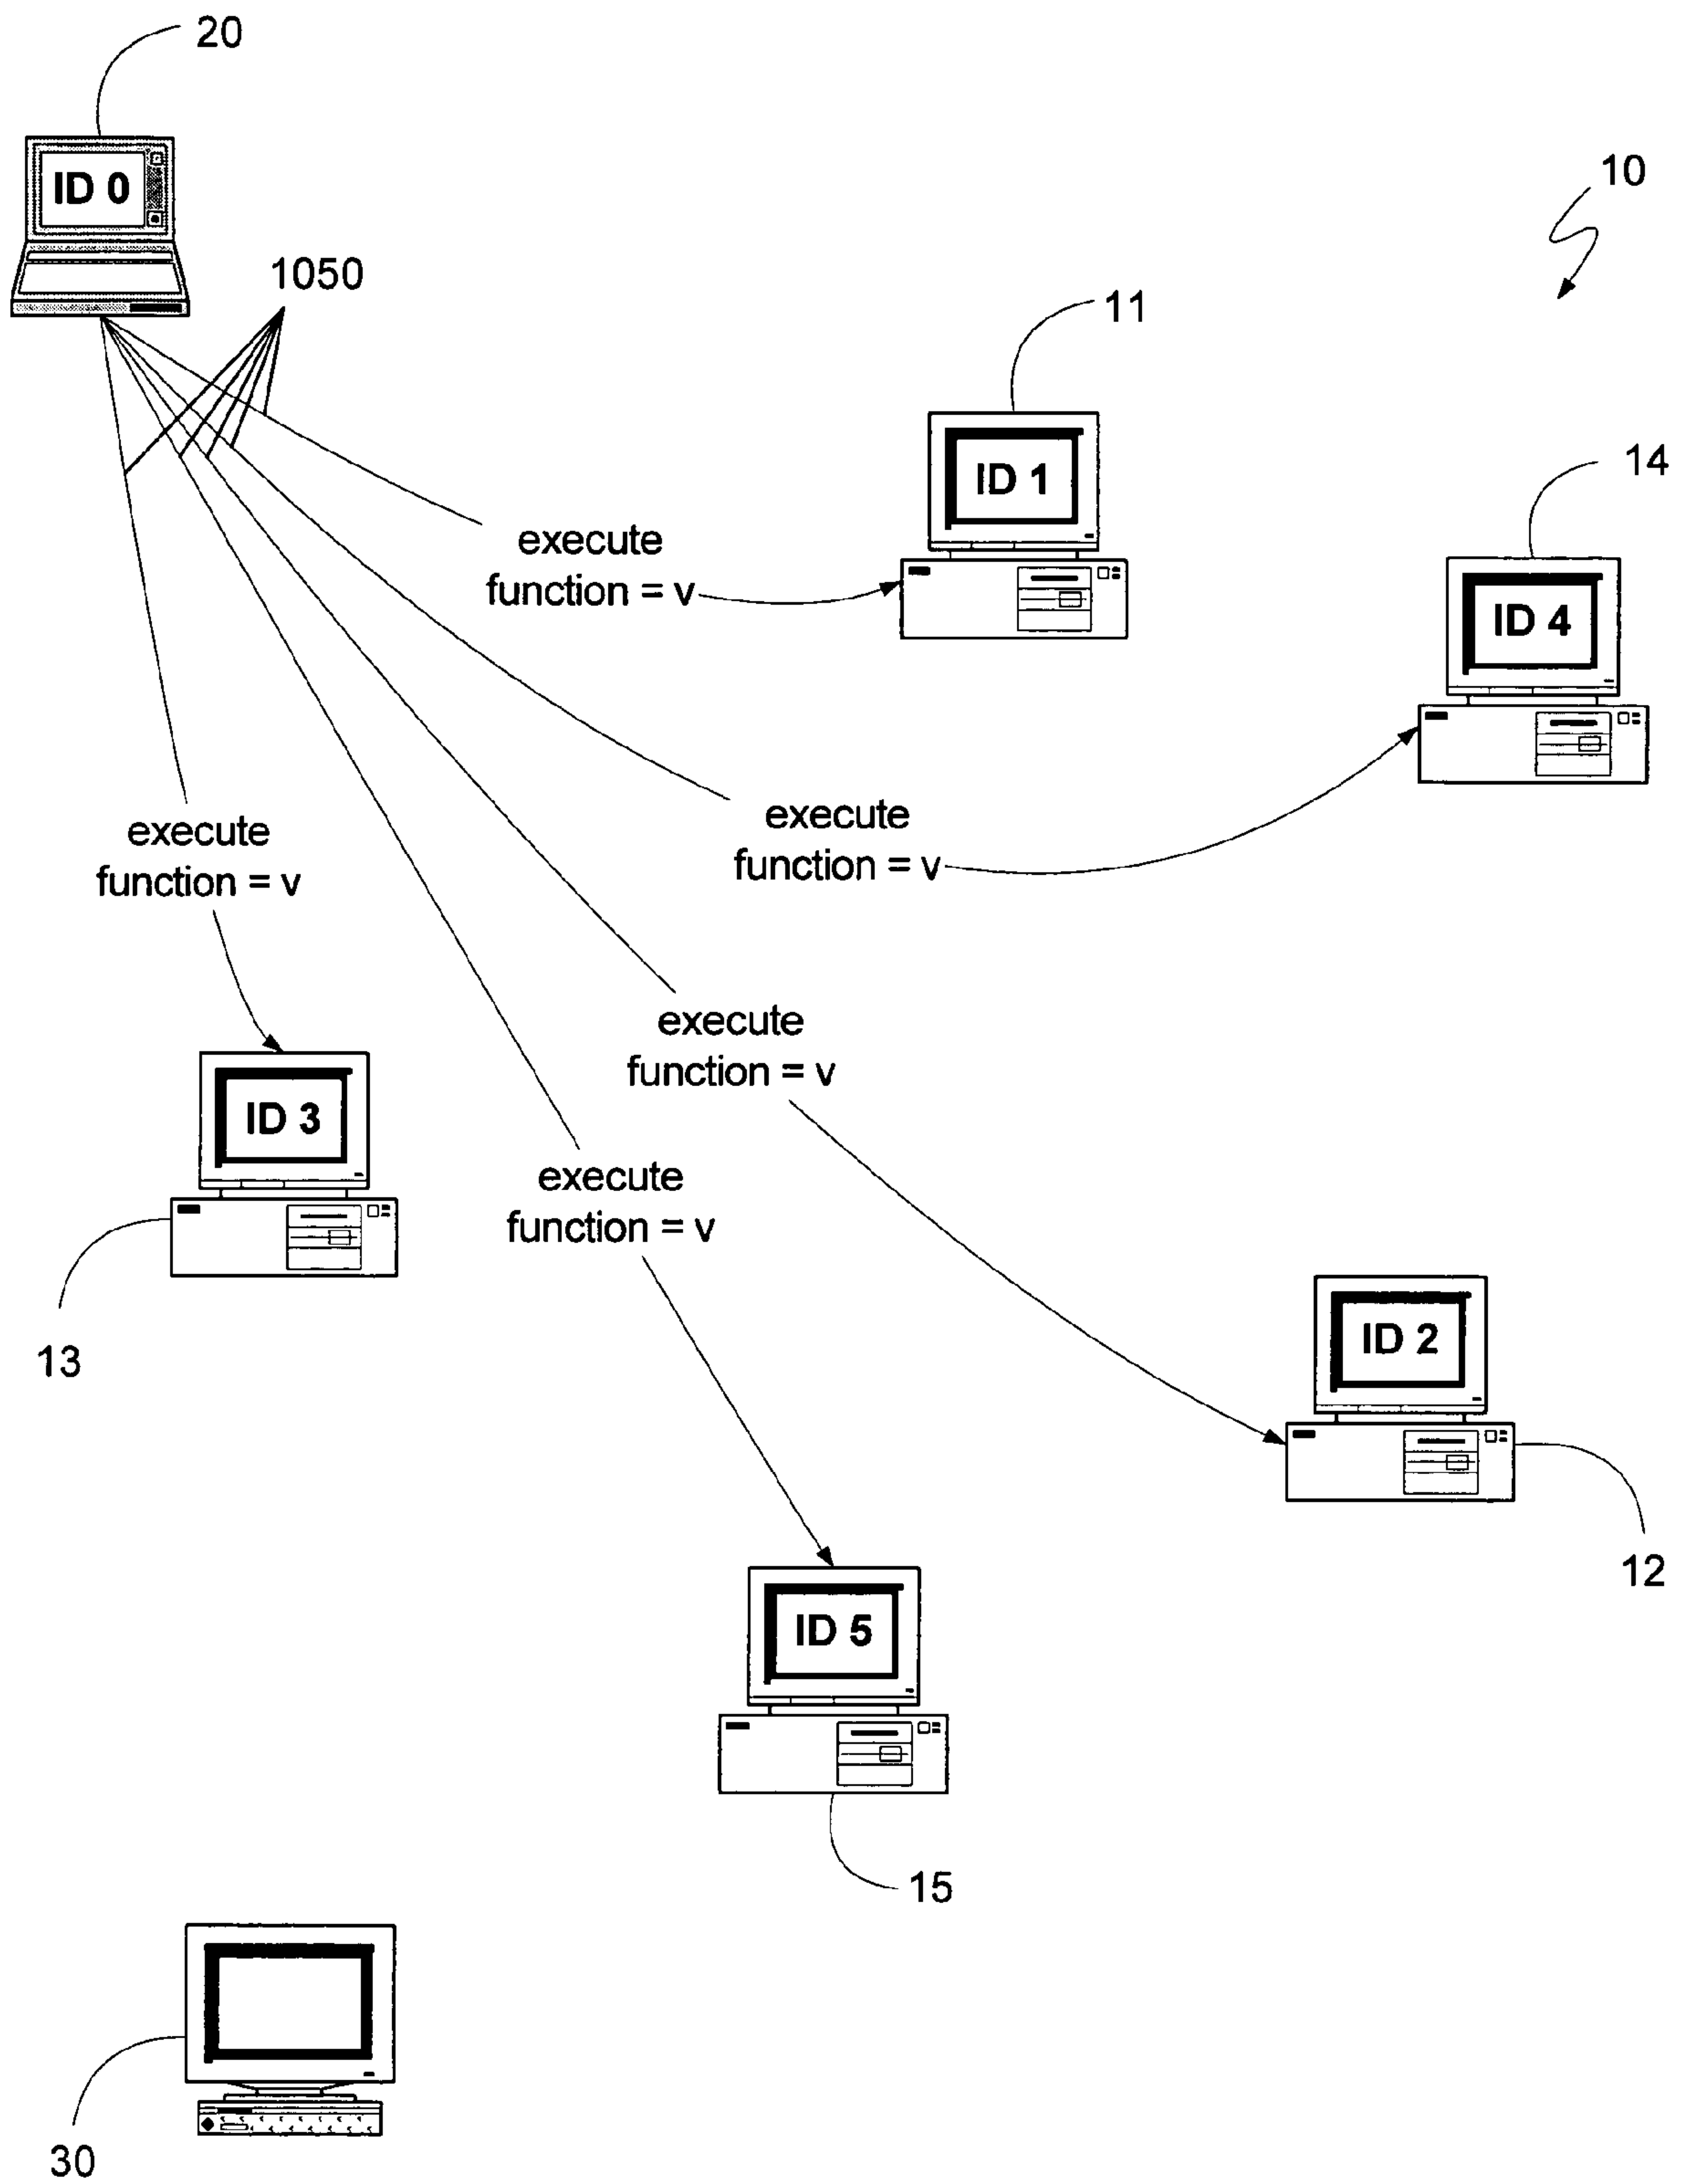 20
ID 0
10
1050
11
ID 1
14
execute
function = v
ID 4
execute
function = v
execute
function = v
execute
function = v
ID 3
execute
function = v
13
ID 2
12
ID 5
15
30